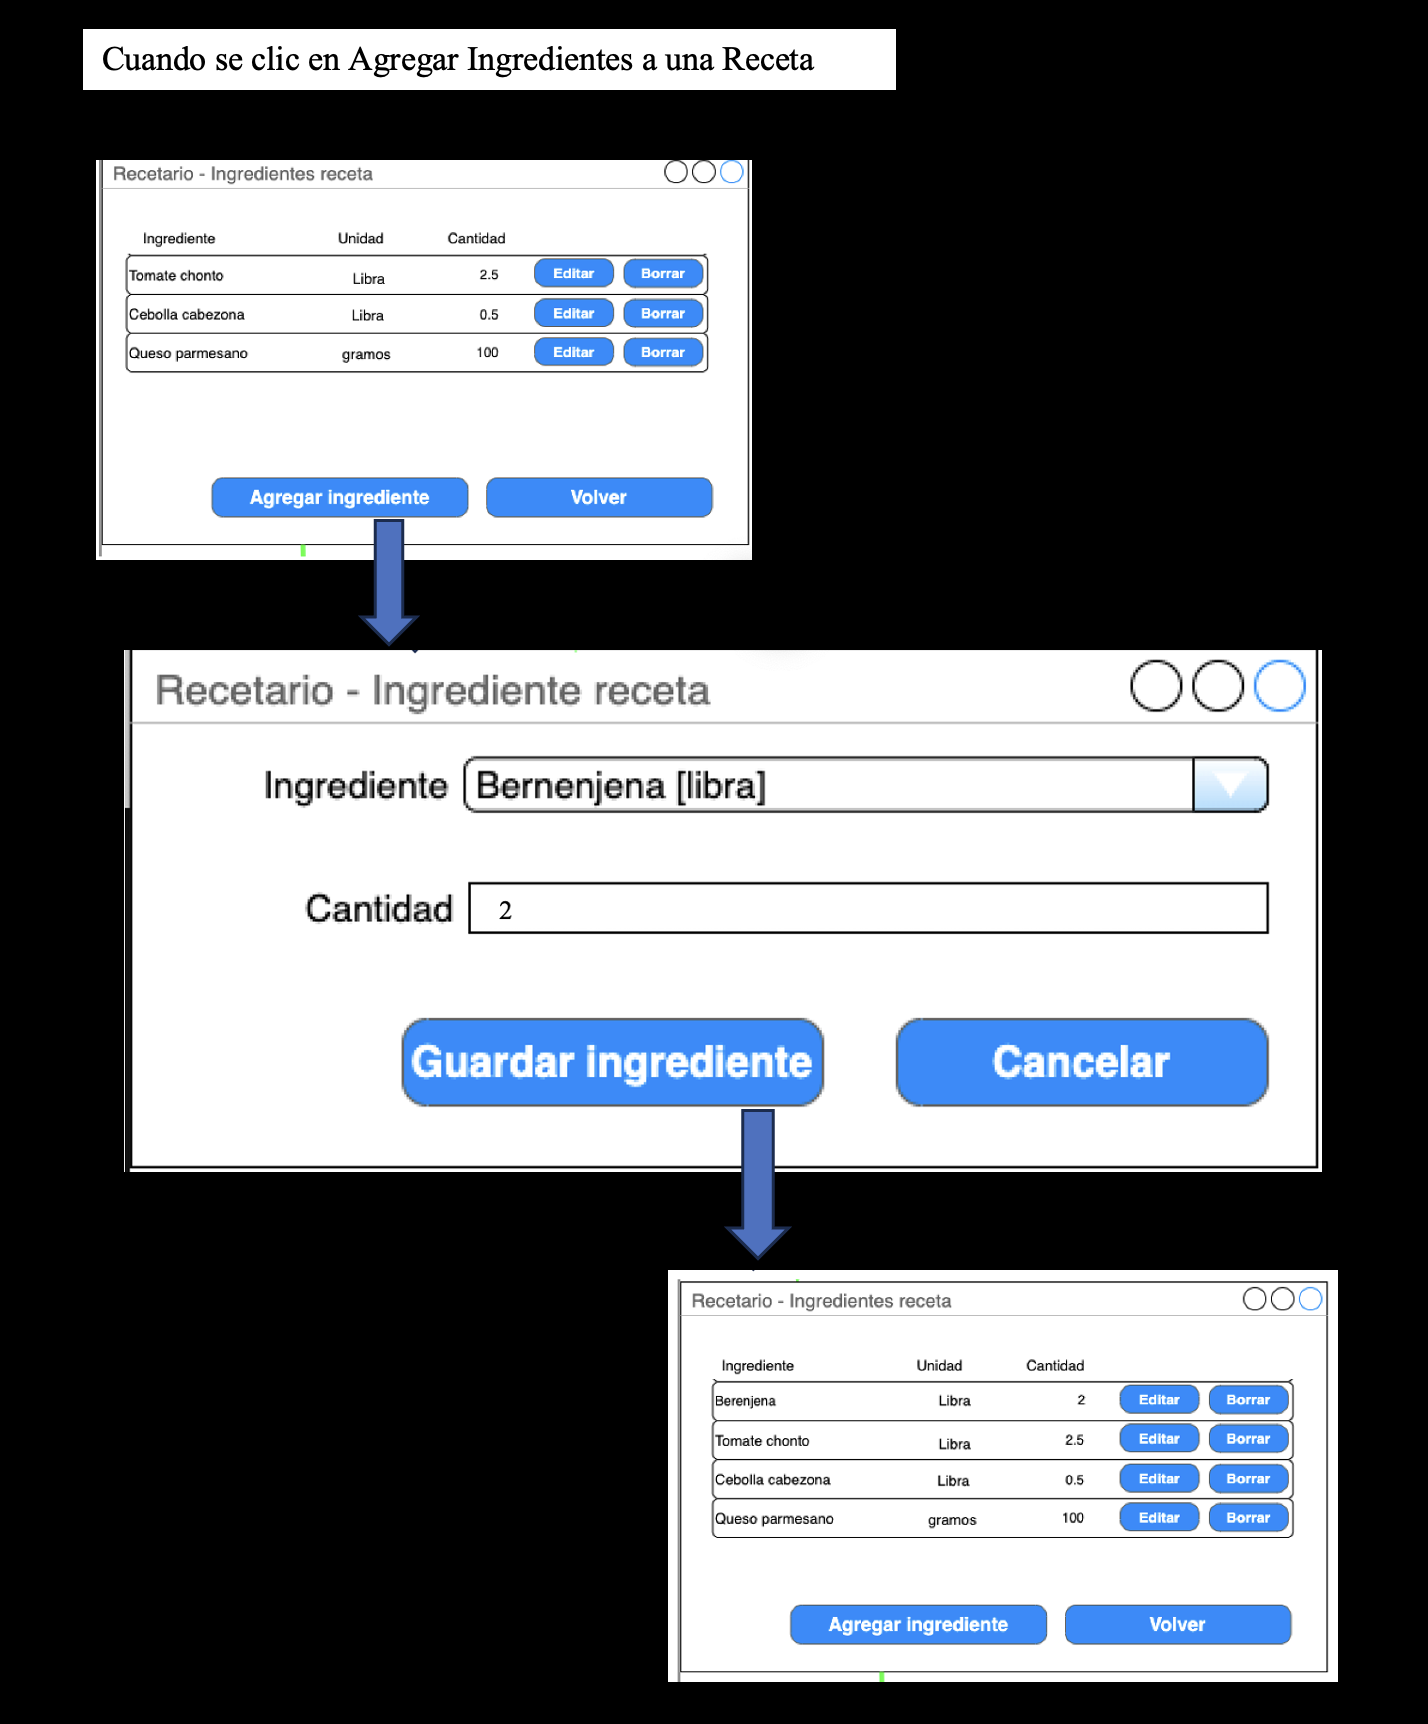 Cuando se clic en Agregar Ingredientes a una Receta
Recetario - Ingredientes receta
Ingrediente Unidad Cantidad
Tomate chonto Libra 2.5 Editar Borrar
Cebolla cabezona Libra 0.5 Editar Borrar
Queso parmesano gramos 100 Editar Borrar
Agregar ingrediente Volver
Recetario - Ingrediente receta
Ingrediente Bernenjena [libra]
Cantidad 2
Guardar ingrediente Cancelar
Recetario - Ingredientes receta
Ingrediente Unidad Cantidad
Berenjena Libra 2 Editar Borrar
Tomate chonto Libra 2.5 Editar Borrar
Cebolla cabezona Libra 0.5 Editar Borrar
Queso parmesano gramos 100 Editar Borrar
Agregar ingrediente Volver